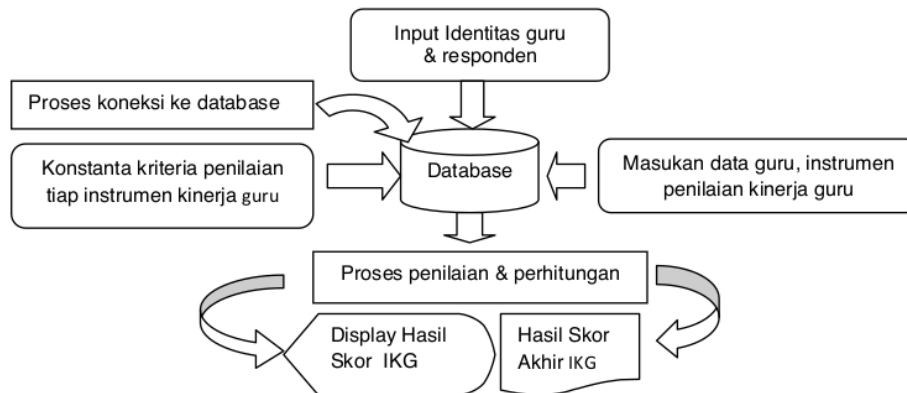 Input Identitas guru
& responden
Proses koneksi ke database
Konstanta kriteria penilaian
tiap instrumen kinerja guru
Database
Masukan data guru, instrumen
penilaian kinerja guru
Proses penilaian & perhitungan
Display Hasil
Skor IKG
Hasil Skor
Akhir IKG